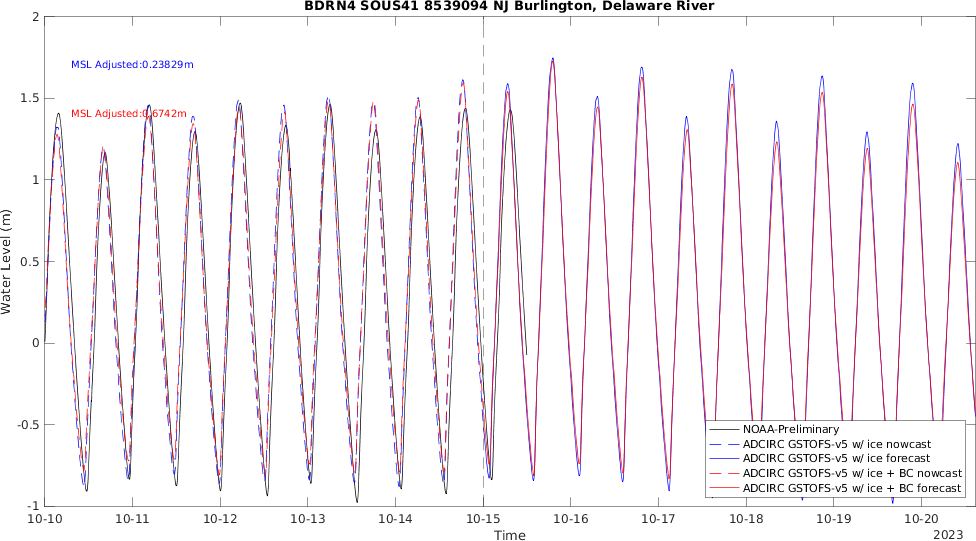 BDRN4 SOUS41 8539094 NJ Burlington, Delaware River
2
MSL Adjusted:0.23829m
1.5
MSL Adjusted:0.6742m
1
0.5
Water Level (m)
0
-0.5
-1
NOAA-Preliminary
ADCIRC GSTOFS-v5 w/ ice nowcast
ADCIRC GSTOFS-v5 w/ ice forecast
ADCIRC GSTOFS-v5 w/ ice + BC nowcast
ADCIRC GSTOFS-v5 w/ ice + BC forecast
10-10 10-11 10-12 10-13 10-14 10-15 10-16 10-17 10-18 10-19 10-20
Time
2023